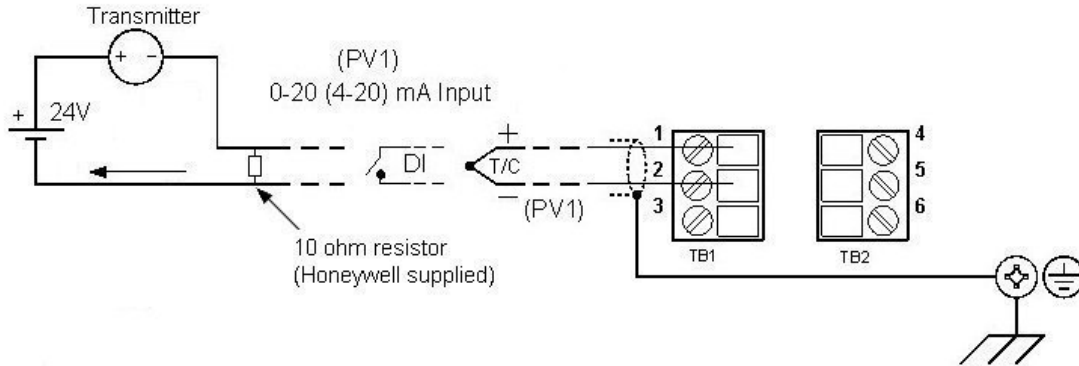 Transmitter
+ −
+ 24V
(PV1)
0-20 (4-20) mA Input
DI
+
T/C
−
(PV1)
10 ohm resistor
(Honeywell supplied)
1
2
3
TB1
4
5
6
TB2